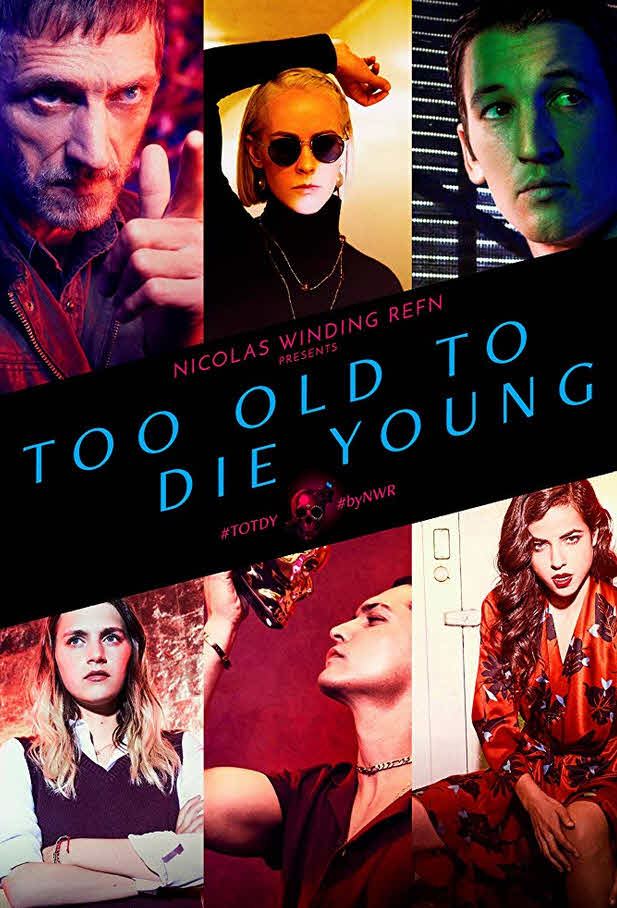 NICOLAS WINDING REFN
PRESENTS
TOO OLD TO
DIE YOUNG
#TOTDY #byNWR